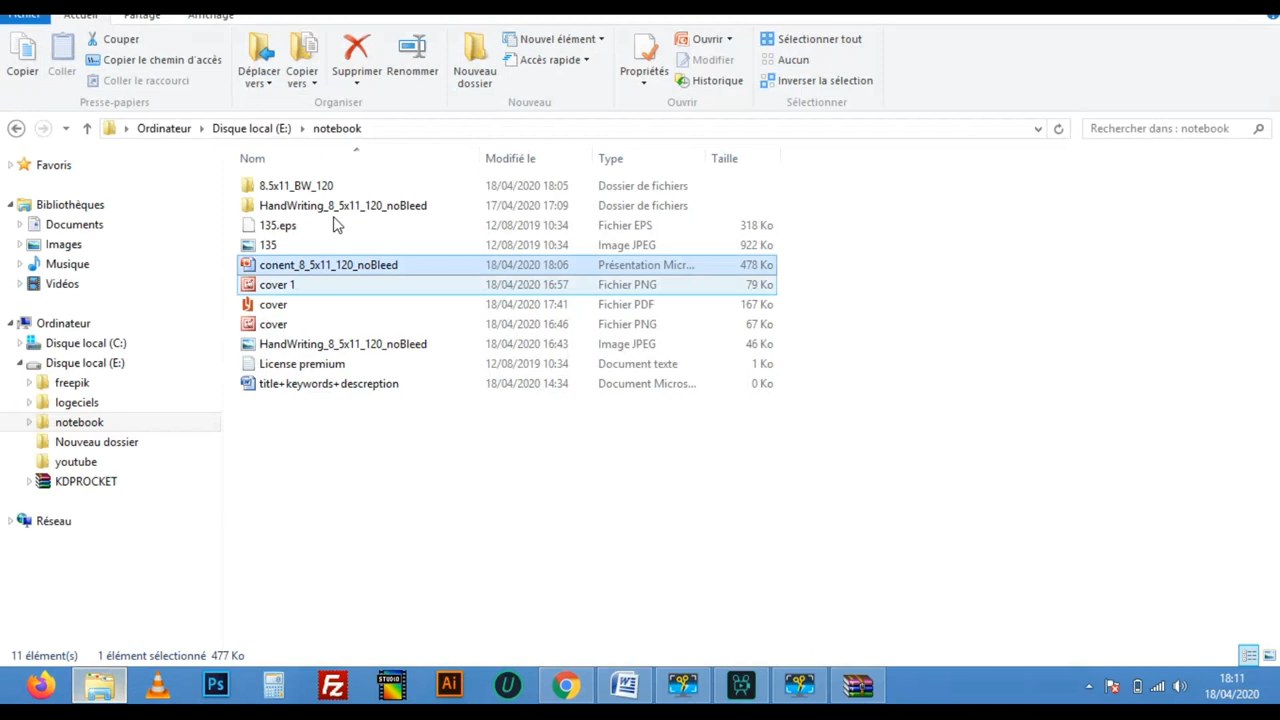 Fichier Accueil Partage Affichage
Copier
Coller
Couper
Copier le chemin d'accès
Coller le raccourci
Presse-papiers
Déplacer vers
Copier vers
Supprimer
Renommer
Organiser
Nouveau dossier
Nouvel élément
Accès rapide
Nouveau
Propriétés
Ouvrir
Modifier
Historique
Ouvrir
Sélectionner tout
Aucun
Inverser la sélection
Sélectionner
Ordinateur Disque local (E:) notebook
Rechercher dans : notebook
Favoris
Bibliothèques
Documents
Images
Musique
Vidéos
Ordinateur
Disque local (C:)
Disque local (E:)
freepik
logeciels
notebook
Nouveau dossier
youtube
KDPROCKET
Réseau
Nom Modifié le Type Taille
8.5x11_BW_120 18/04/2020 18:05 Dossier de fichiers
HandWriting_8_5x11_120_noBleed 17/04/2020 17:09 Dossier de fichiers
135.eps 12/08/2019 10:34 Fichier EPS 318 Ko
135 12/08/2019 10:34 Image JPEG 922 Ko
conent_8_5x11_120_noBleed 18/04/2020 18:06 Présentation Micr... 478 Ko
cover 1 18/04/2020 16:57 Fichier PNG 79 Ko
cover 18/04/2020 17:41 Fichier PDF 167 Ko
cover 18/04/2020 16:46 Fichier PNG 67 Ko
HandWriting_8_5x11_120_noBleed 18/04/2020 16:43 Image JPEG 46 Ko
License premium 12/08/2019 10:34 Document texte 1 Ko
title+keywords+descreption 18/04/2020 14:34 Document Micros... 0 Ko
11 élément(s) 1 élément sélectionné 477 Ko
Ps
Fz
STUDIO
Ai
U
W
18:11
18/04/2020